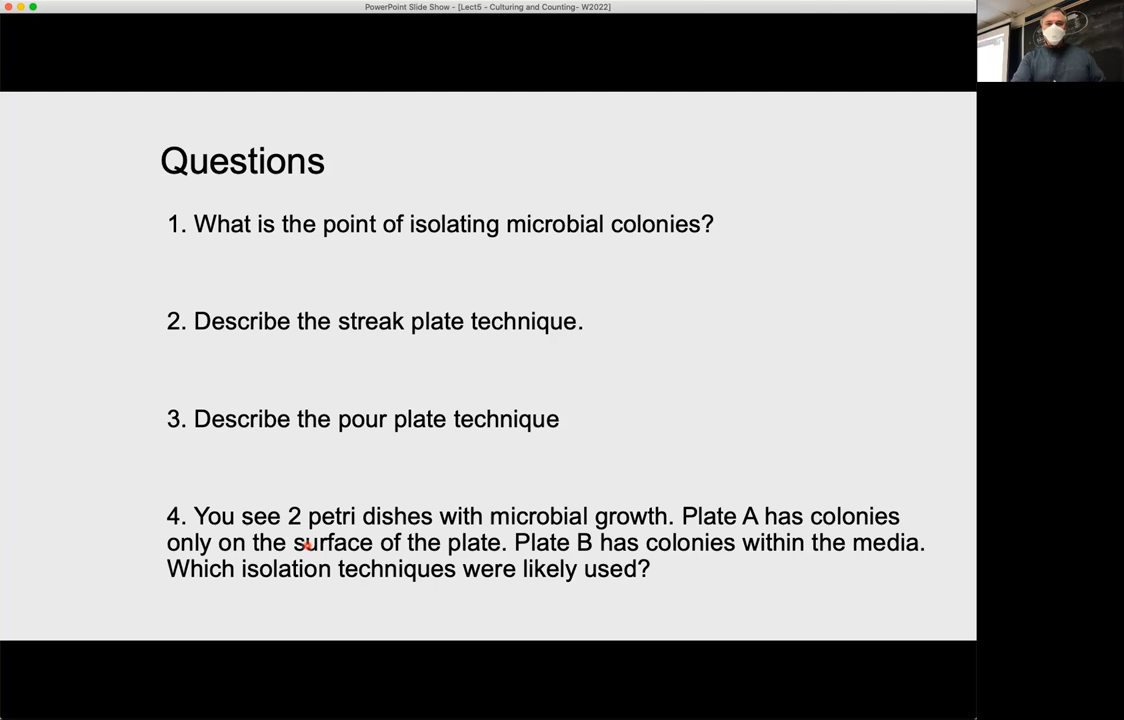 PowerPoint Slide Show - [Lect5 - Culturing and Counting- W2022]
Questions
1. What is the point of isolating microbial colonies?
2. Describe the streak plate technique.
3. Describe the pour plate technique
4. You see 2 petri dishes with microbial growth. Plate A has colonies
only on the surface of the plate. Plate B has colonies within the media.
Which isolation techniques were likely used?